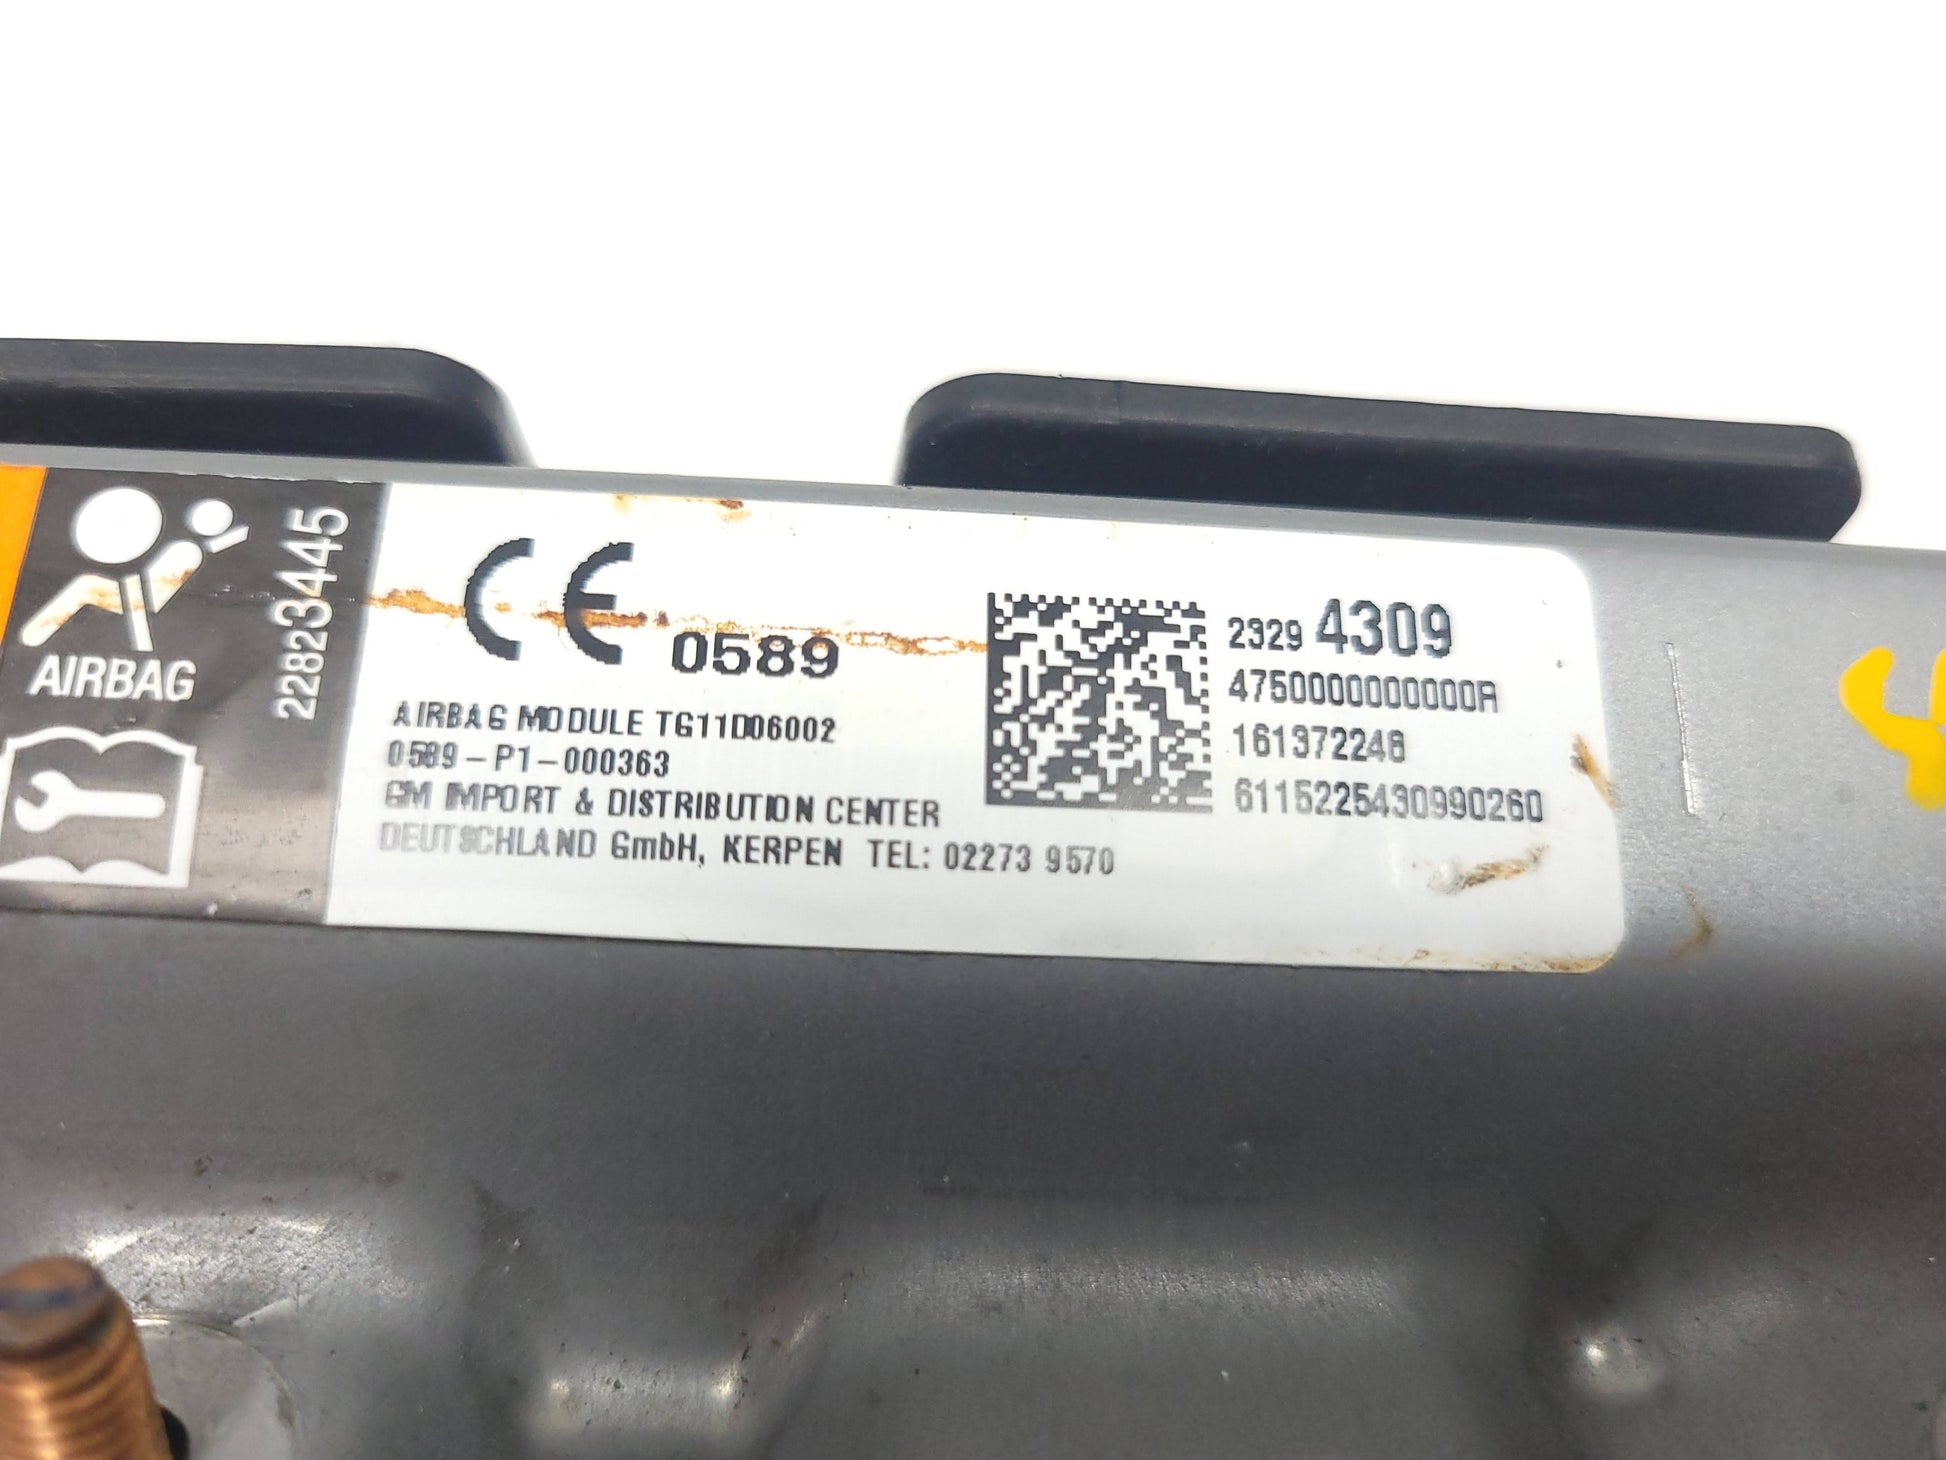 AIRBAG
22823445
CE 0589
AIRBAG MODULE TG11D06002
0589-P1-000363
GM IMPORT & DISTRIBUTION CENTER
DEUTSCHLAND GmbH, KERPEN TEL: 02273 9570
2329 4309
4750000000000R
161372248
6115225430990260